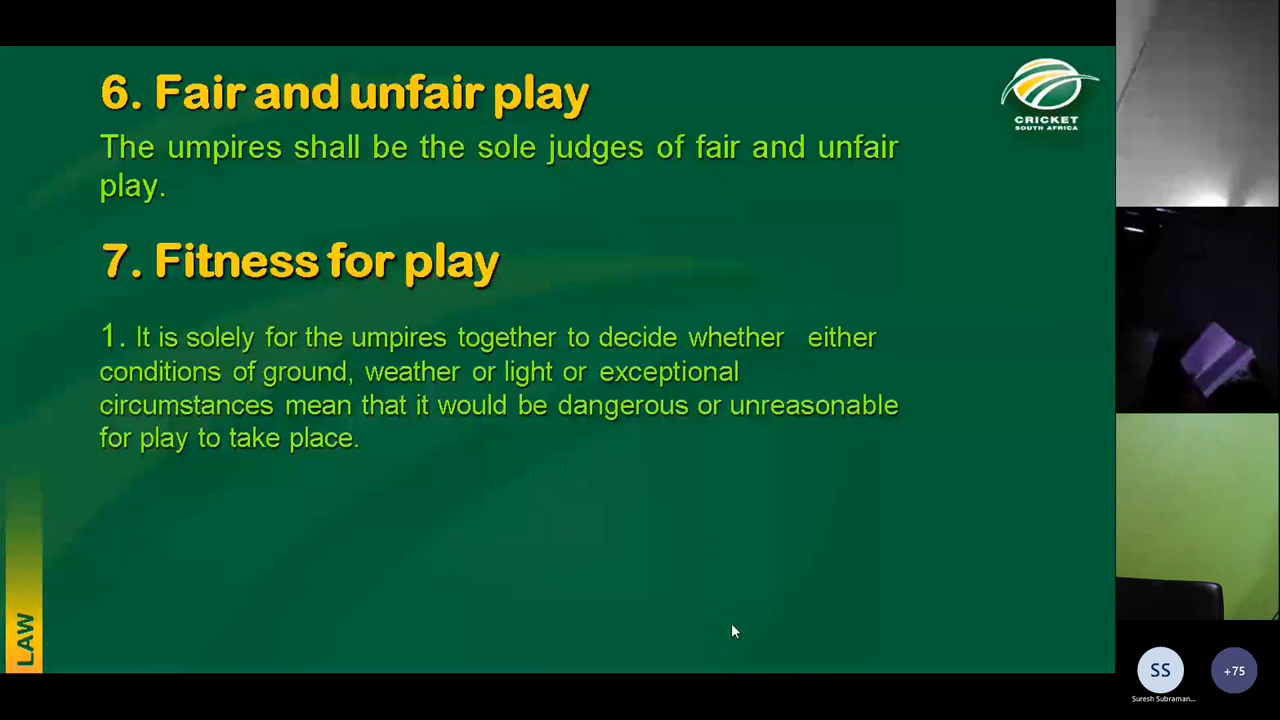 6. Fair and unfair play
The umpires shall be the sole judges of fair and unfair
play.
7. Fitness for play
1. It is solely for the umpires together to decide whether either
conditions of ground, weather or light or exceptional
circumstances mean that it would be dangerous or unreasonable
for play to take place.
CRICKET
SOUTH AFRICA
LAW
SS
+75
Suresh Subraman...